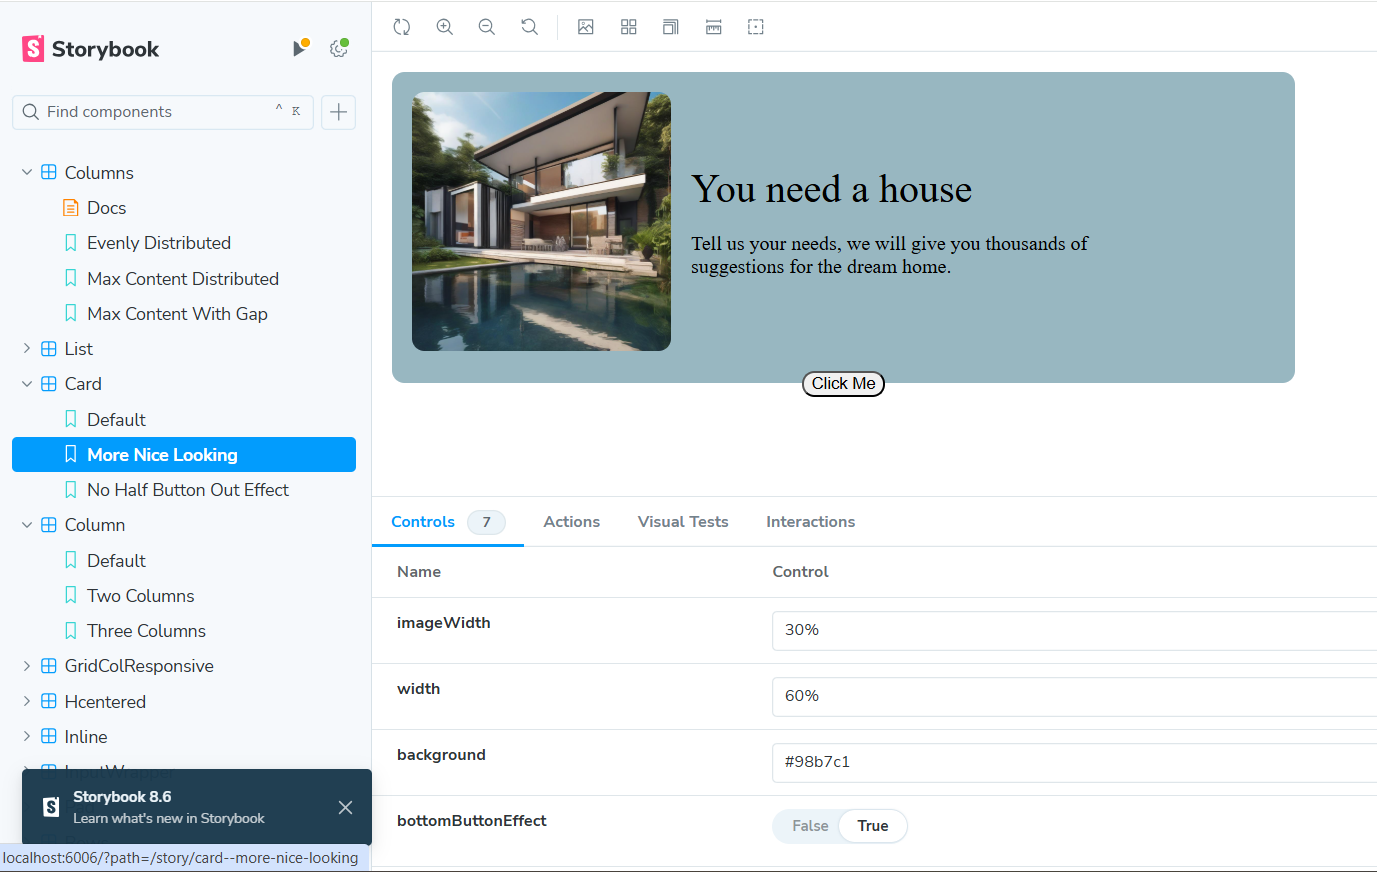 Storybook
Find components
^ K
Columns
Docs
Evenly Distributed
Max Content Distributed
Max Content With Gap
List
Card
Default
More Nice Looking
No Half Button Out Effect
Column
Default
Two Columns
Three Columns
GridColResponsive
Hcentered
Inline
InputWrapper
Storybook 8.6
Learn what's new in Storybook
localhost:6006/?path=/story/card--more-nice-looking
You need a house
Tell us your needs, we will give you thousands of
suggestions for the dream home.
Click Me
Controls 7 Actions Visual Tests Interactions
Name Control
imageWidth 30%
width 60%
background #98b7c1
bottomButtonEffect False True